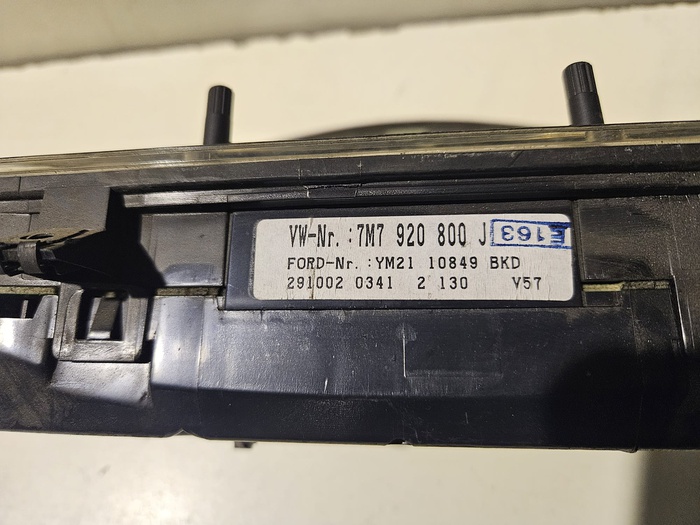 VW-Nr. :7M7 920 800 J E163
FORD-Nr. :YM21 10849 BKD
291002 0341 2 130 V57